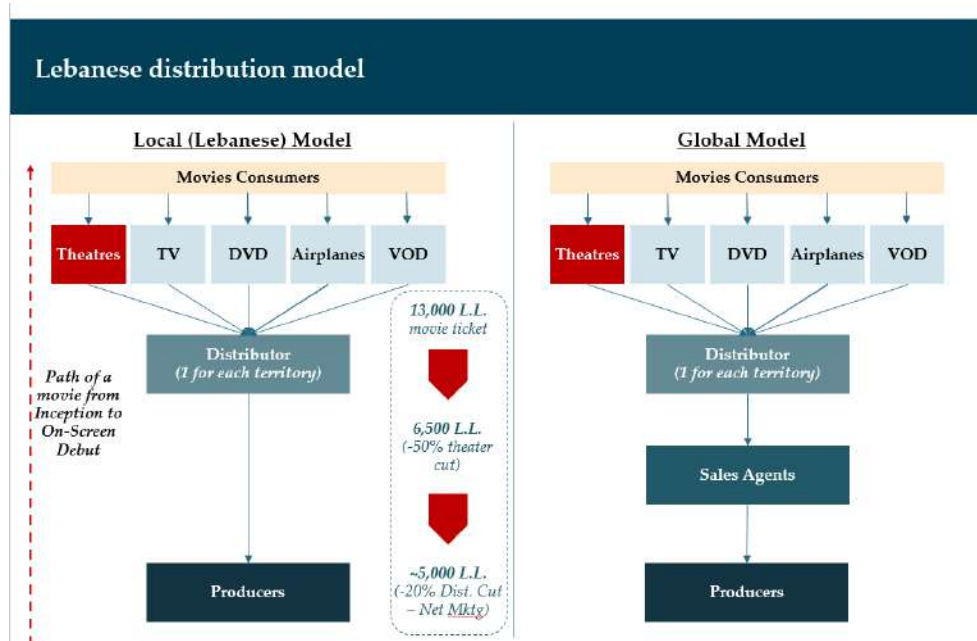 Lebanese distribution model
Local (Lebanese) Model
Movies Consumers
Theatres
TV
DVD
Airplanes
VOD
Distributor
(1 for each territory)
Producers
Path of a
movie from
Inception to
On-Screen
Debut
13,000 L.L.
movie ticket
6,500 L.L.
(-50% theater
cut)
~5,000 L.L.
(-20% Dist. Cut
– Net Mktg)
Global Model
Movies Consumers
Theatres
TV
DVD
Airplanes
VOD
Distributor
(1 for each territory)
Sales Agents
Producers